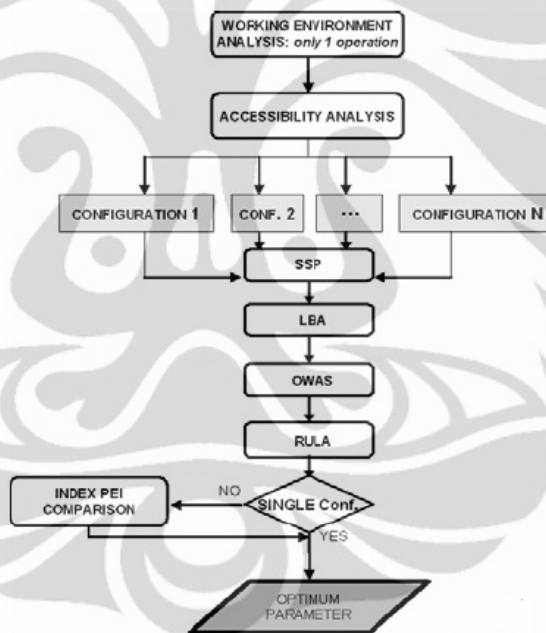 WORKING ENVIRONMENT
ANALYSIS: only 1 operation
ACCESSIBILITY ANALYSIS
CONFIGURATION 1
CONF. 2
...
CONFIGURATION N
SSP
LBA
OWAS
RULA
SINGLE Conf.
NO
INDEX PEI
COMPARISON
YES
OPTIMUM
PARAMETER